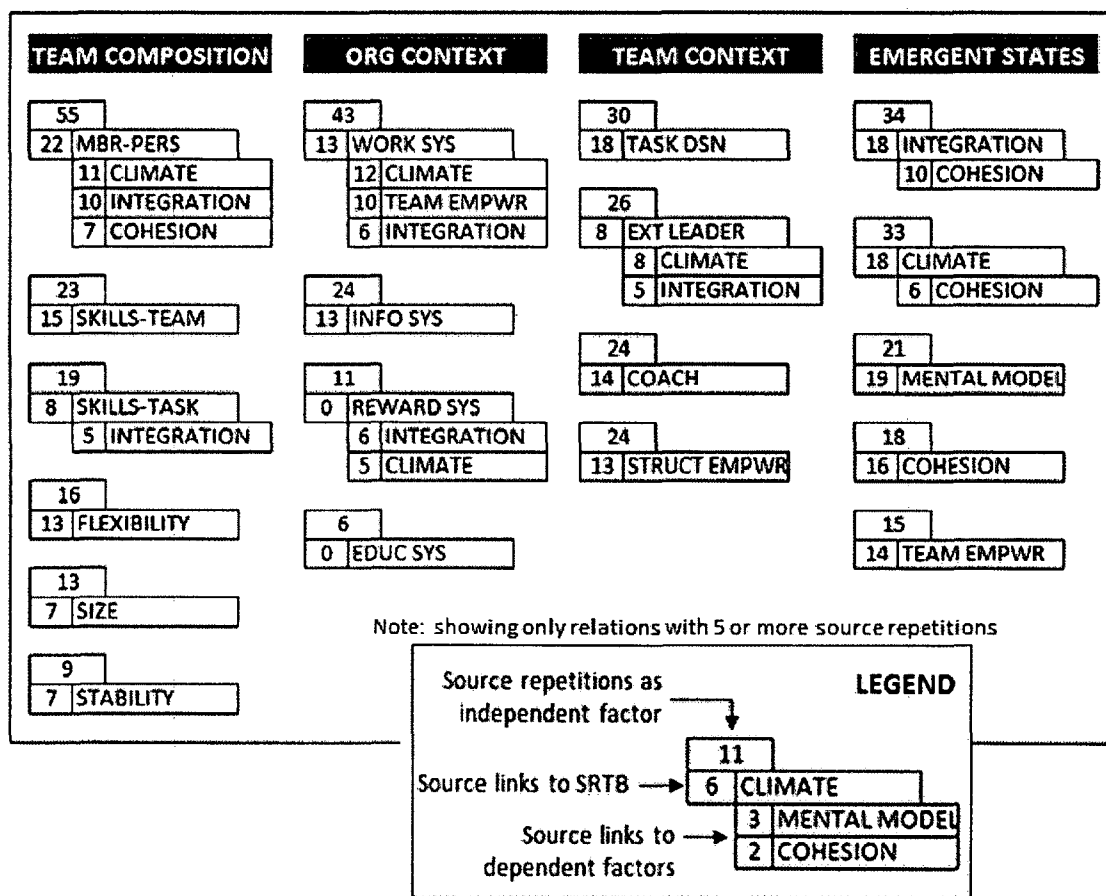 TEAM COMPOSITION
55
22 MBR-PERS
11 CLIMATE
10 INTEGRATION
7 COHESION
23
15 SKILLS-TEAM
19
8 SKILLS-TASK
5 INTEGRATION
16
13 FLEXIBILITY
13
7 SIZE
9
7 STABILITY
ORG CONTEXT
43
13 WORK SYS
12 CLIMATE
10 TEAM EMPWR
6 INTEGRATION
24
13 INFO SYS
11
0 REWARD SYS
6 INTEGRATION
5 CLIMATE
6
0 EDUC SYS
TEAM CONTEXT
30
18 TASK DSN
26
8 EXT LEADER
8 CLIMATE
5 INTEGRATION
24
14 COACH
24
13 STRUCT EMPWR
EMERGENT STATES
34
18 INTEGRATION
10 COHESION
33
18 CLIMATE
6 COHESION
21
19 MENTAL MODEL
18
16 COHESION
15
14 TEAM EMPWR
Note: showing only relations with 5 or more source repetitions
LEGEND
Source repetitions as
independent factor
11
Source links to SRTB
6 CLIMATE
3 MENTAL MODEL
2 COHESION
Source links to
dependent factors